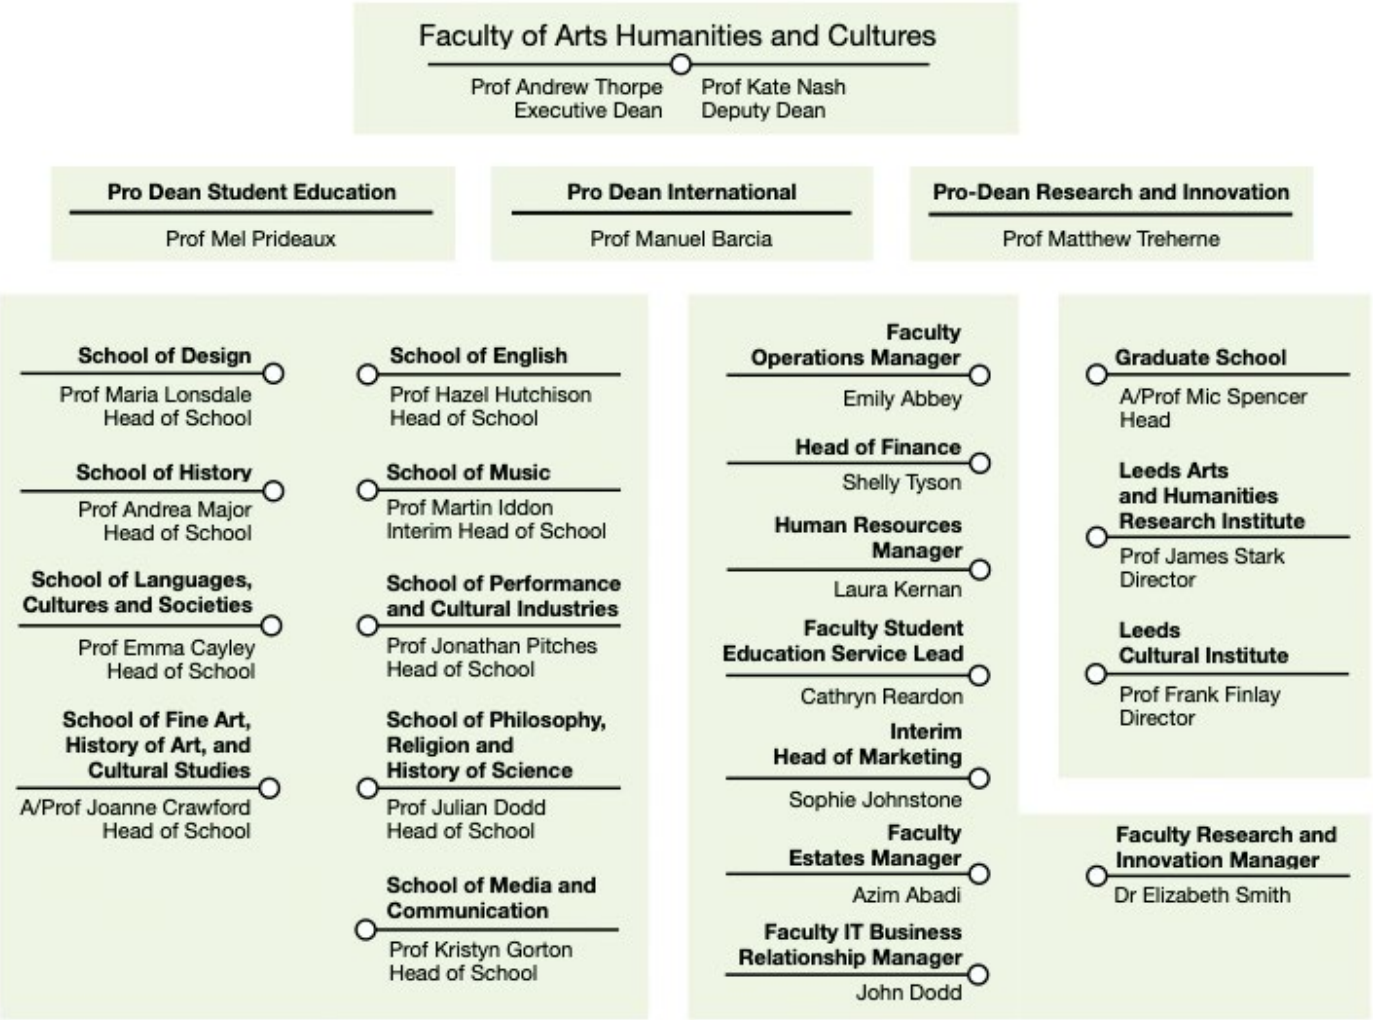 Faculty of Arts Humanities and Cultures
Prof Andrew Thorpe
Executive Dean
Prof Kate Nash
Deputy Dean
Pro Dean Student Education
Prof Mel Prideaux
Pro Dean International
Prof Manuel Barcia
Pro-Dean Research and Innovation
Prof Matthew Treherne
School of Design
Prof Maria Lonsdale
Head of School
School of History
Prof Andrea Major
Head of School
School of Languages,
Cultures and Societies
Prof Emma Cayley
Head of School
School of Fine Art,
History of Art, and
Cultural Studies
A/Prof Joanne Crawford
Head of School
School of English
Prof Hazel Hutchison
Head of School
School of Music
Prof Martin Iddon
Interim Head of School
School of Performance
and Cultural Industries
Prof Jonathan Pitches
Head of School
School of Philosophy,
Religion and
History of Science
Prof Julian Dodd
Head of School
School of Media and
Communication
Prof Kristyn Gorton
Head of School
Faculty
Operations Manager
Emily Abbey
Head of Finance
Shelly Tyson
Human Resources
Manager
Laura Kernan
Faculty Student
Education Service Lead
Cathryn Reardon
Interim
Head of Marketing
Sophie Johnstone
Faculty
Estates Manager
Azim Abadi
Faculty IT Business
Relationship Manager
John Dodd
Graduate School
A/Prof Mic Spencer
Head
Leeds Arts
and Humanities
Research Institute
Prof James Stark
Director
Leeds
Cultural Institute
Prof Frank Finlay
Director
Faculty Research and
Innovation Manager
Dr Elizabeth Smith